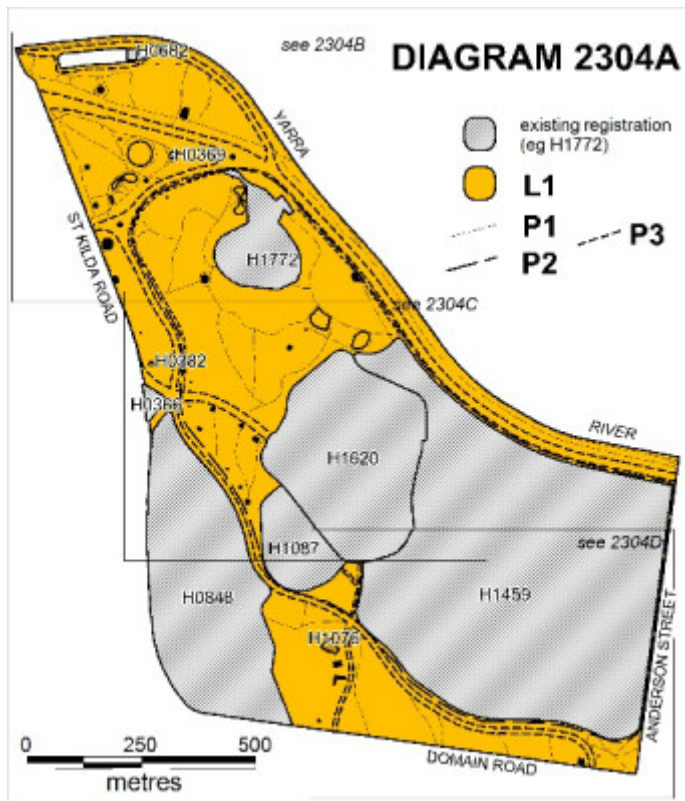 see 2304B
DIAGRAM 2304A
existing registration
(eg H1772)
L1
P1
P2
P3
H0682
YARRA
H0369
ST KILDA ROAD
H1772
see 2304C
H0382
H0366
RIVER
H1620
H1087
see 2304D
H0848
H1459
H1076
ANDERSON STREET
0 250 500
metres
DOMAIN ROAD